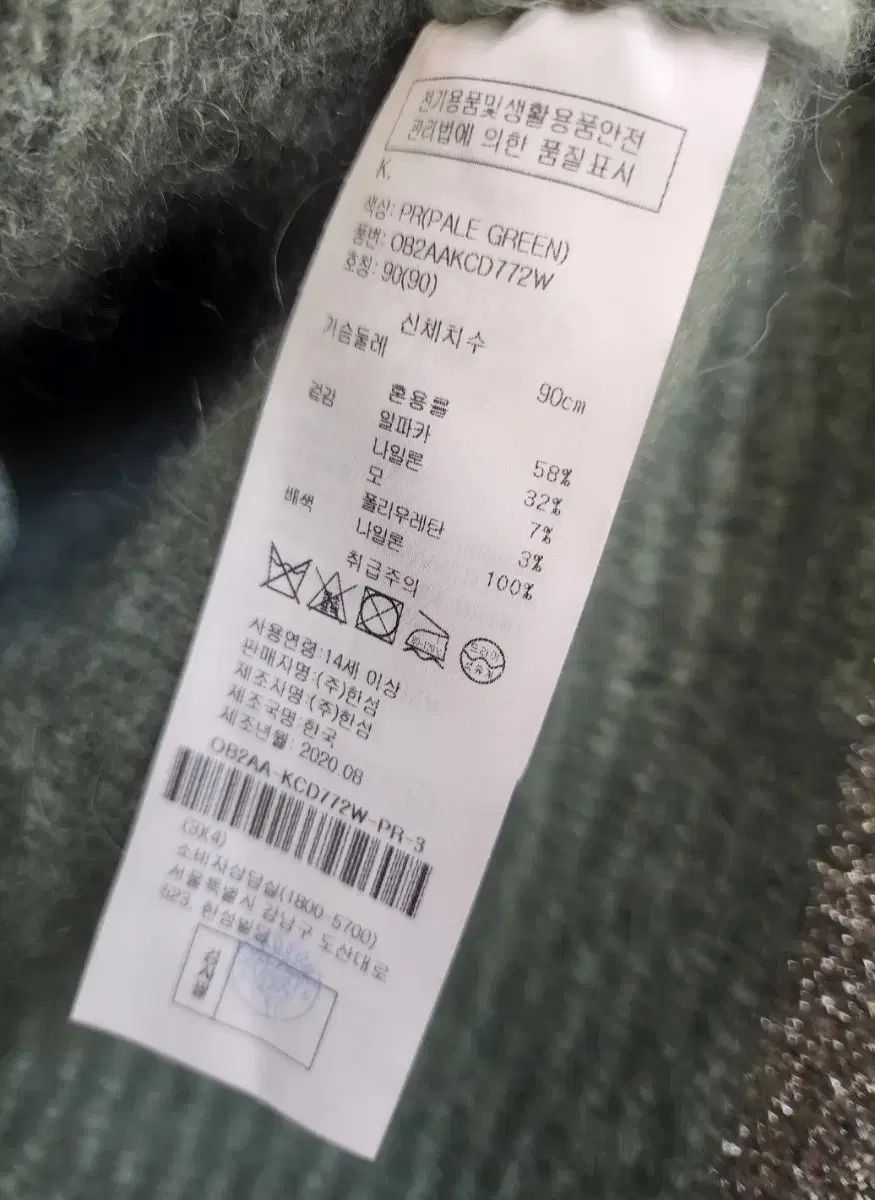 전기용품및생활용품안전
관리법에 의한 품질표시
K.
색상: PR(PALE GREEN)
품번: OB2AAKCD772W
호칭: 90(90)
신체치수
가슴둘레 90cm
혼용률
겉감 알파카 58%
나일론 32%
모 7%
폴리우레탄 3%
배색 나일론 100%
취급주의
드라이
사용연령:14세 이상
판매자명:(주)한섬
제조자명:(주)한섬
제조국명:한국
제조년월: 2020.08
OB2AA-KCD772W-PR-3
(3X4)
소비자상담실(1800-5700)
서울특별시 강남구 도산대로
523, 한섬빌딩